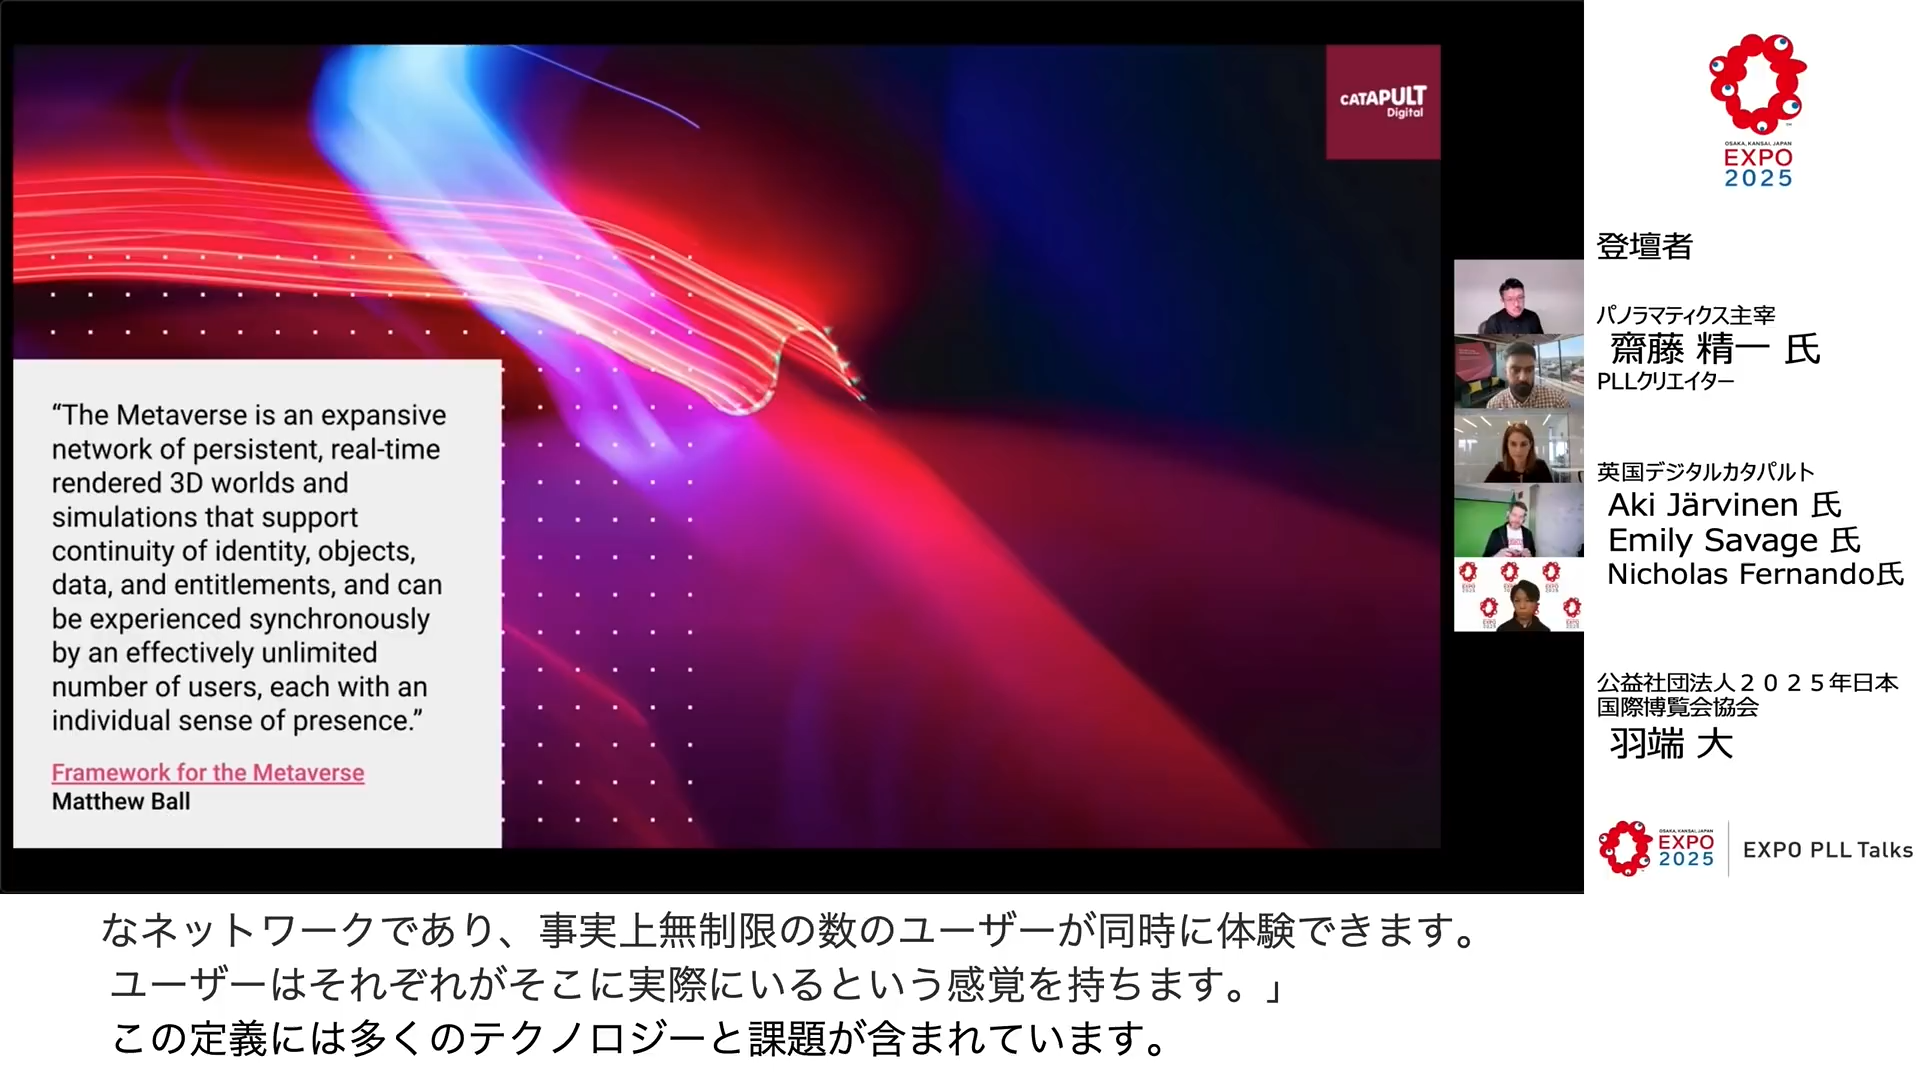 CATAPULT
Digital
“The Metaverse is an expansive
network of persistent, real-time
rendered 3D worlds and
simulations that support
continuity of identity, objects,
data, and entitlements, and can
be experienced synchronously
by an effectively unlimited
number of users, each with an
individual sense of presence.”
Framework for the Metaverse
Matthew Ball
OSAKA, KANSAI, JAPAN
EXPO
2025
登壇者
パノラマティクス主宰
齋藤 精一 氏
PLLクリエイター
英国デジタルカタパルト
Aki Järvinen 氏
Emily Savage 氏
Nicholas Fernando氏
公益社団法人２０２５年日本
国際博覧会協会
羽端 大
OSAKA, KANSAI, JAPAN
EXPO
2025
EXPO PLL Talks
なネットワークであり、事実上無制限の数のユーザーが同時に体験できます。
ユーザーはそれぞれがそこに実際にいるという感覚を持ちます。」
この定義には多くのテクノロジーと課題が含まれています。